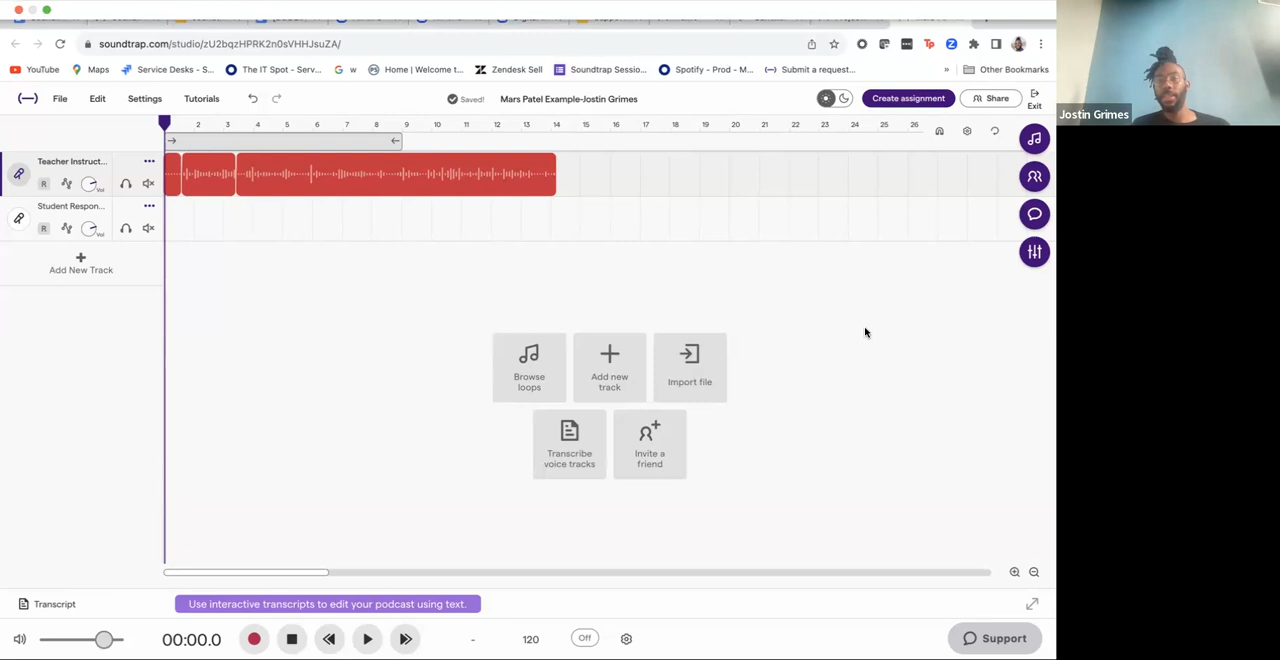 soundtrap.com/studio/zU2bqzHPRK2n0sVHHJsuZA/
YouTube Maps Service Desks - S... The IT Spot - Serv... w Home | Welcome t... Zendesk Sell Soundtrap Sessio... Spotify - Prod - M... Submit a request... » Other Bookmarks
File Edit Settings Tutorials Saved! Mars Patel Example-Jostin Grimes Create assignment Share Exit
Jostin Grimes
2 3 4 5 6 7 8 9 10 11 12 13 14 15 16 17 18 19 20 21 22 23 24 25 26
Teacher Instruct...
R Vol
Student Respon...
R Vol
Add New Track
Browse
loops
Add new
track
Import file
Transcribe
voice tracks
Invite a
friend
Transcript Use interactive transcripts to edit your podcast using text.
00:00.0 - 120 Off Support